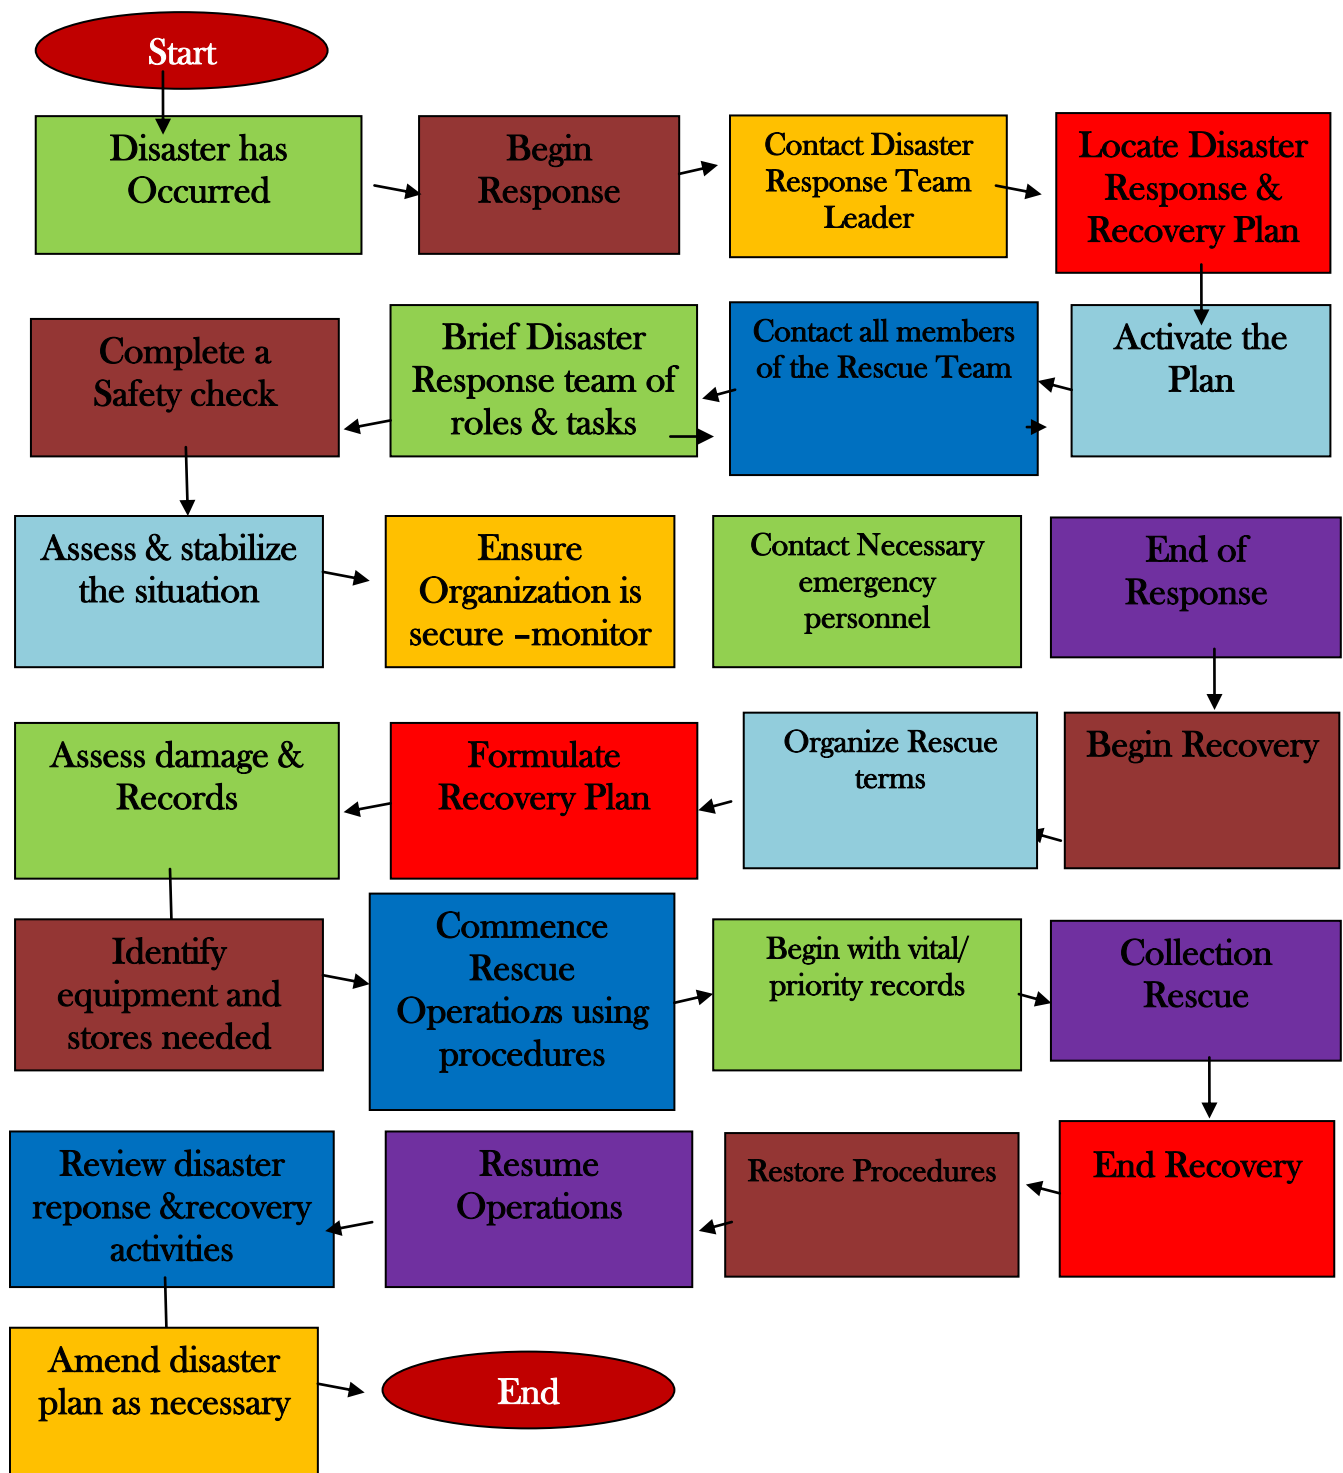 Start
Disaster has
Occurred
Begin
Response
Contact Disaster
Response Team
Leader
Locate Disaster
Response &
Recovery Plan
Complete a
Safety check
Brief Disaster
Response team of
roles & tasks
Contact all members
of the Rescue Team
Activate the
Plan
Assess & stabilize
the situation
Ensure
Organization is
secure –monitor
Contact Necessary
emergency
personnel
End of
Response
Assess damage &
Records
Formulate
Recovery Plan
Organize Rescue
terms
Begin Recovery
Identify
equipment and
stores needed
Commence
Rescue
Operations using
procedures
Begin with vital/
priority records
Collection
Rescue
Review disaster
reponse &recovery
activities
Resume
Operations
Restore Procedures
End Recovery
Amend disaster
plan as necessary
End